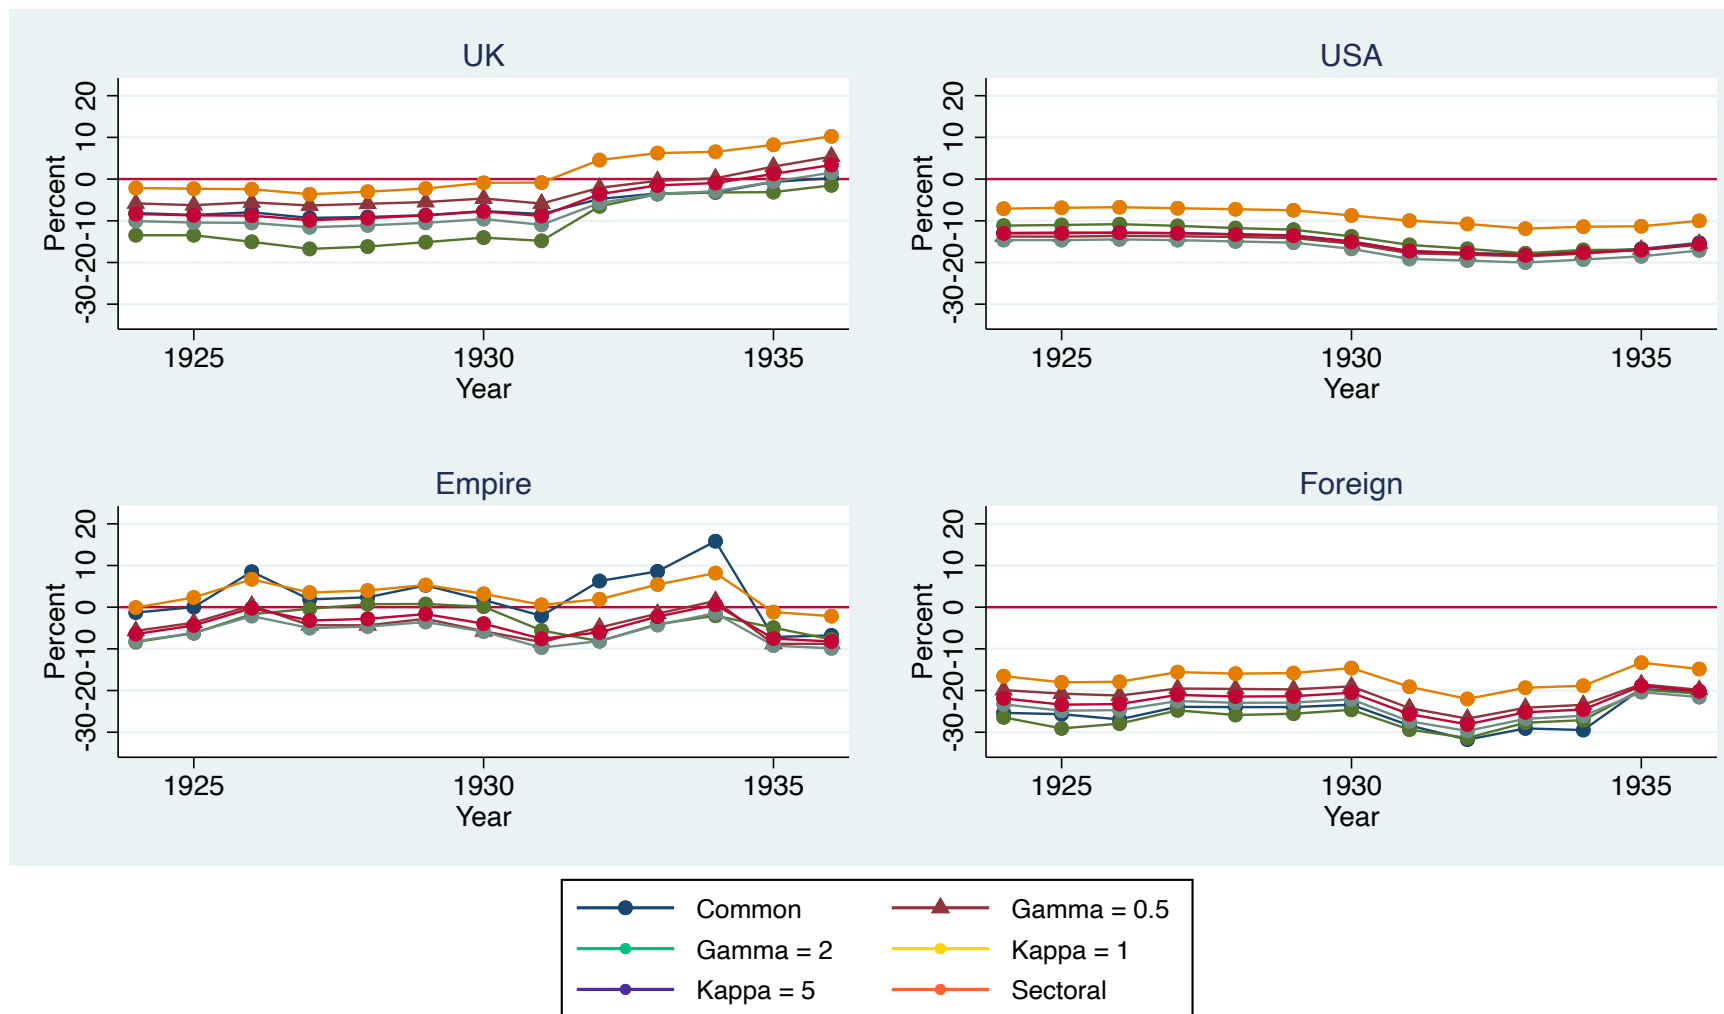 UK
USA
Percent
20
10
0
-10
-20
-30
1925
1930
1935
Year
Percent
20
10
0
-10
-20
-30
1925
1930
1935
Year
Empire
Foreign
Percent
20
10
0
-10
-20
-30
1925
1930
1935
Year
Percent
20
10
0
-10
-20
-30
1925
1930
1935
Year
Common
Gamma = 0.5
Gamma = 2
Kappa = 1
Kappa = 5
Sectoral